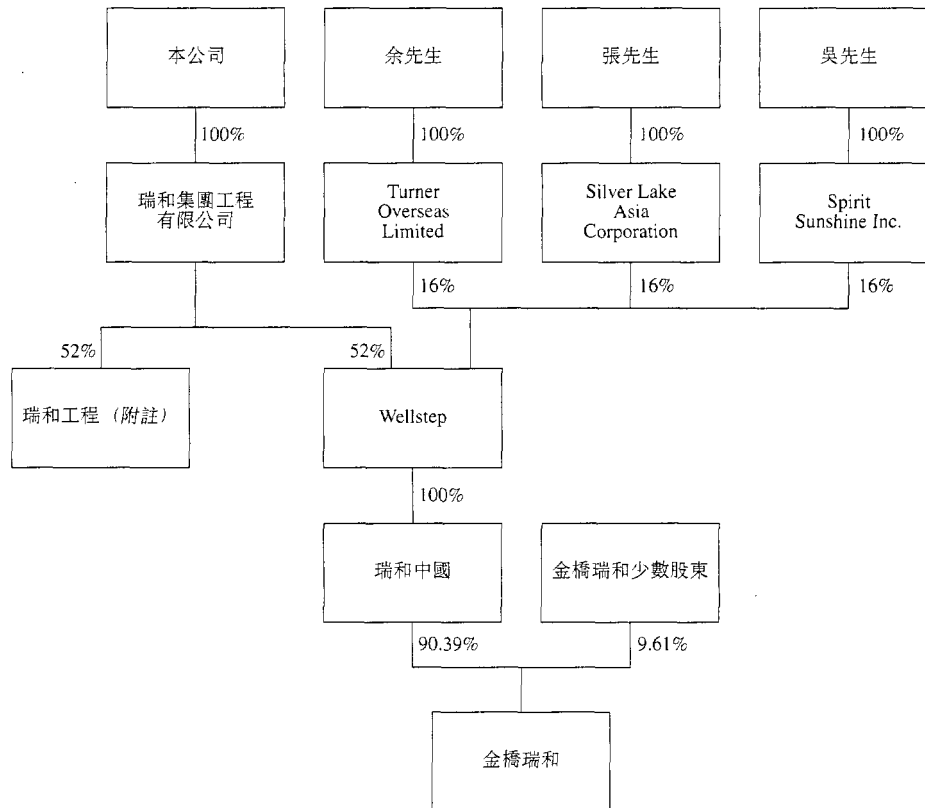 本公司
余先生
張先生
吳先生
100%
100%
100%
100%
瑞和集團工程
有限公司
Turner
Overseas
Limited
Silver Lake
Asia
Corporation
Spirit
Sunshine Inc.
16%
16%
16%
52%
52%
瑞和工程（附註）
Wellstep
100%
瑞和中國
金橋瑞和少數股東
90.39%
9.61%
金橋瑞和